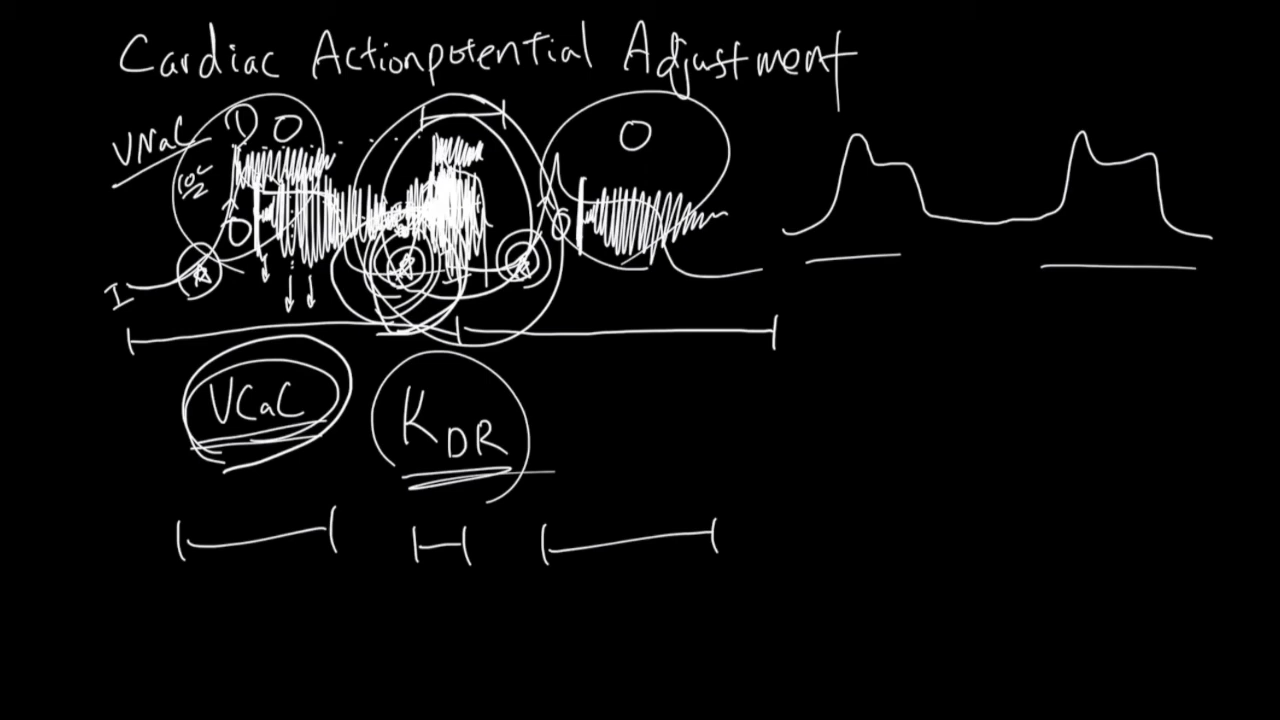 Cardiac Actionpotential Adjustment
VNaC
O
O
O
O
I
VCaC
KDR